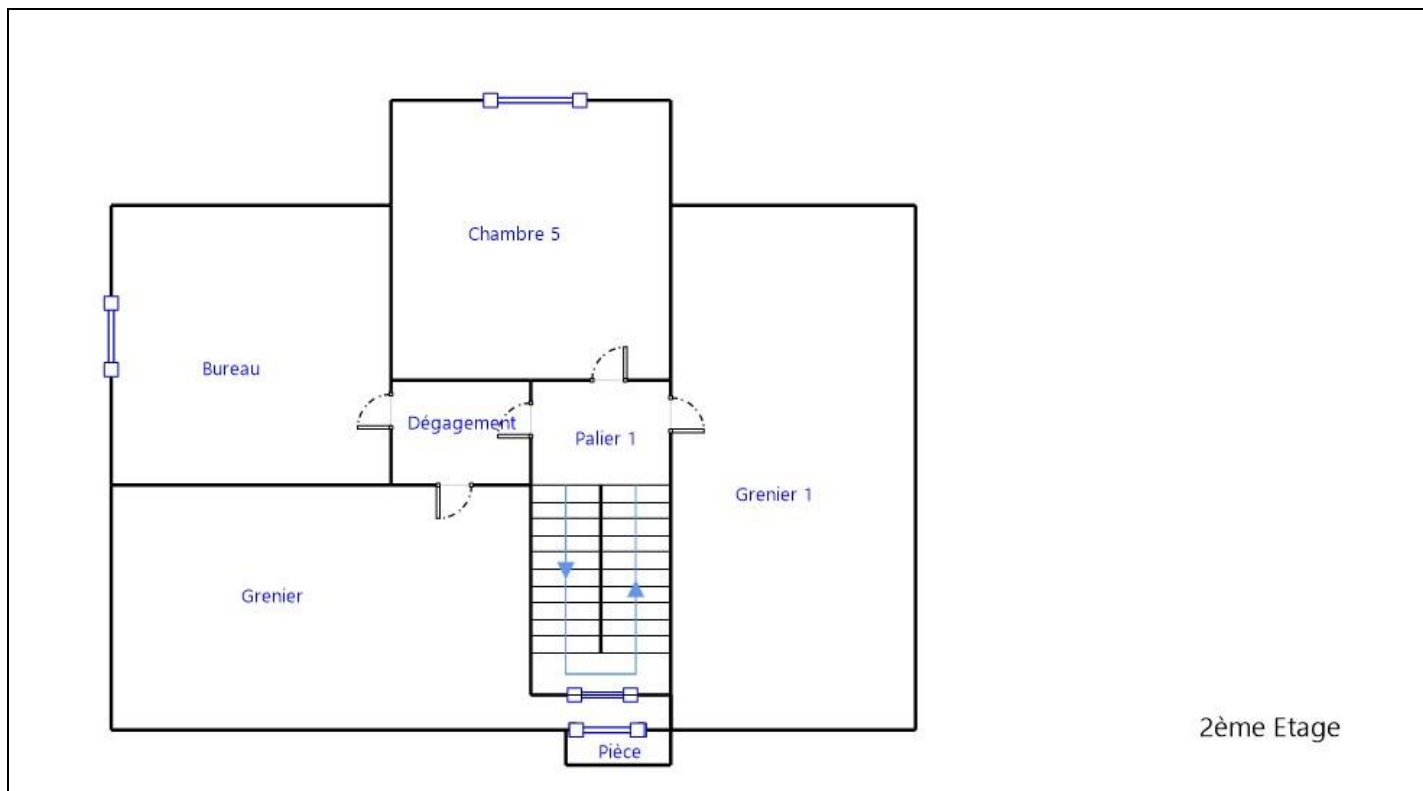 Chambre 5
Bureau
Dégagement
Palier 1
Grenier 1
Grenier
2ème Etage
Pièce